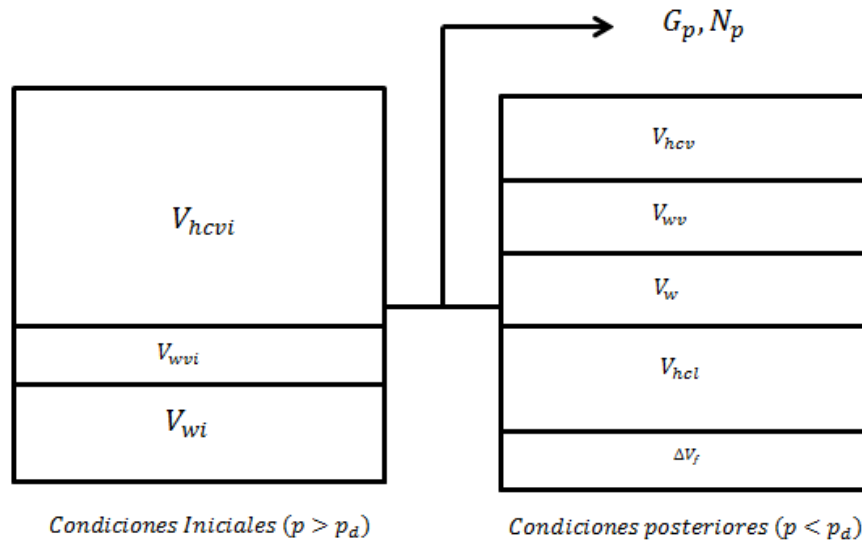 G_p, N_p
V_hcvi
V_wvi
V_wi
V_hcv
V_wv
V_w
V_hcl
ΔV_f
Condiciones Iniciales (p > p_d)
Condiciones posteriores (p < p_d)